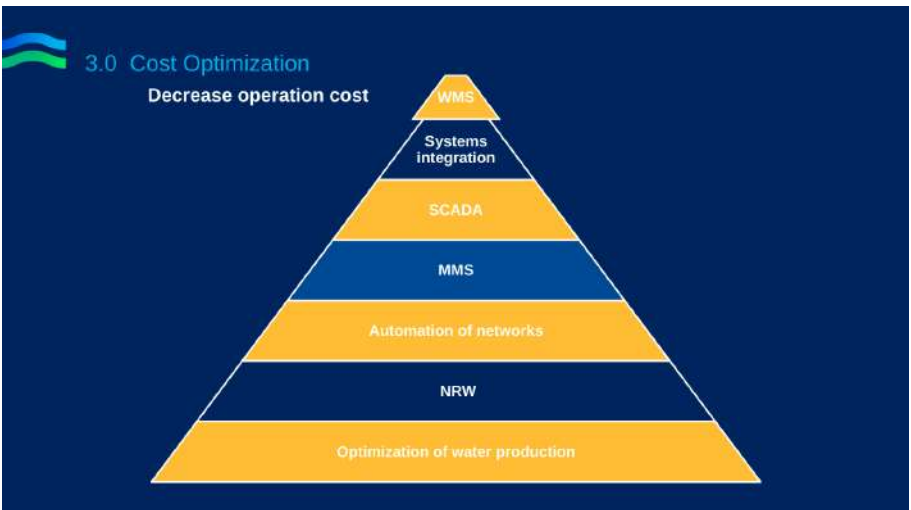 3.0 Cost Optimization
Decrease operation cost
WMS
Systems
integration
SCADA
MMS
Automation of networks
NRW
Optimization of water production